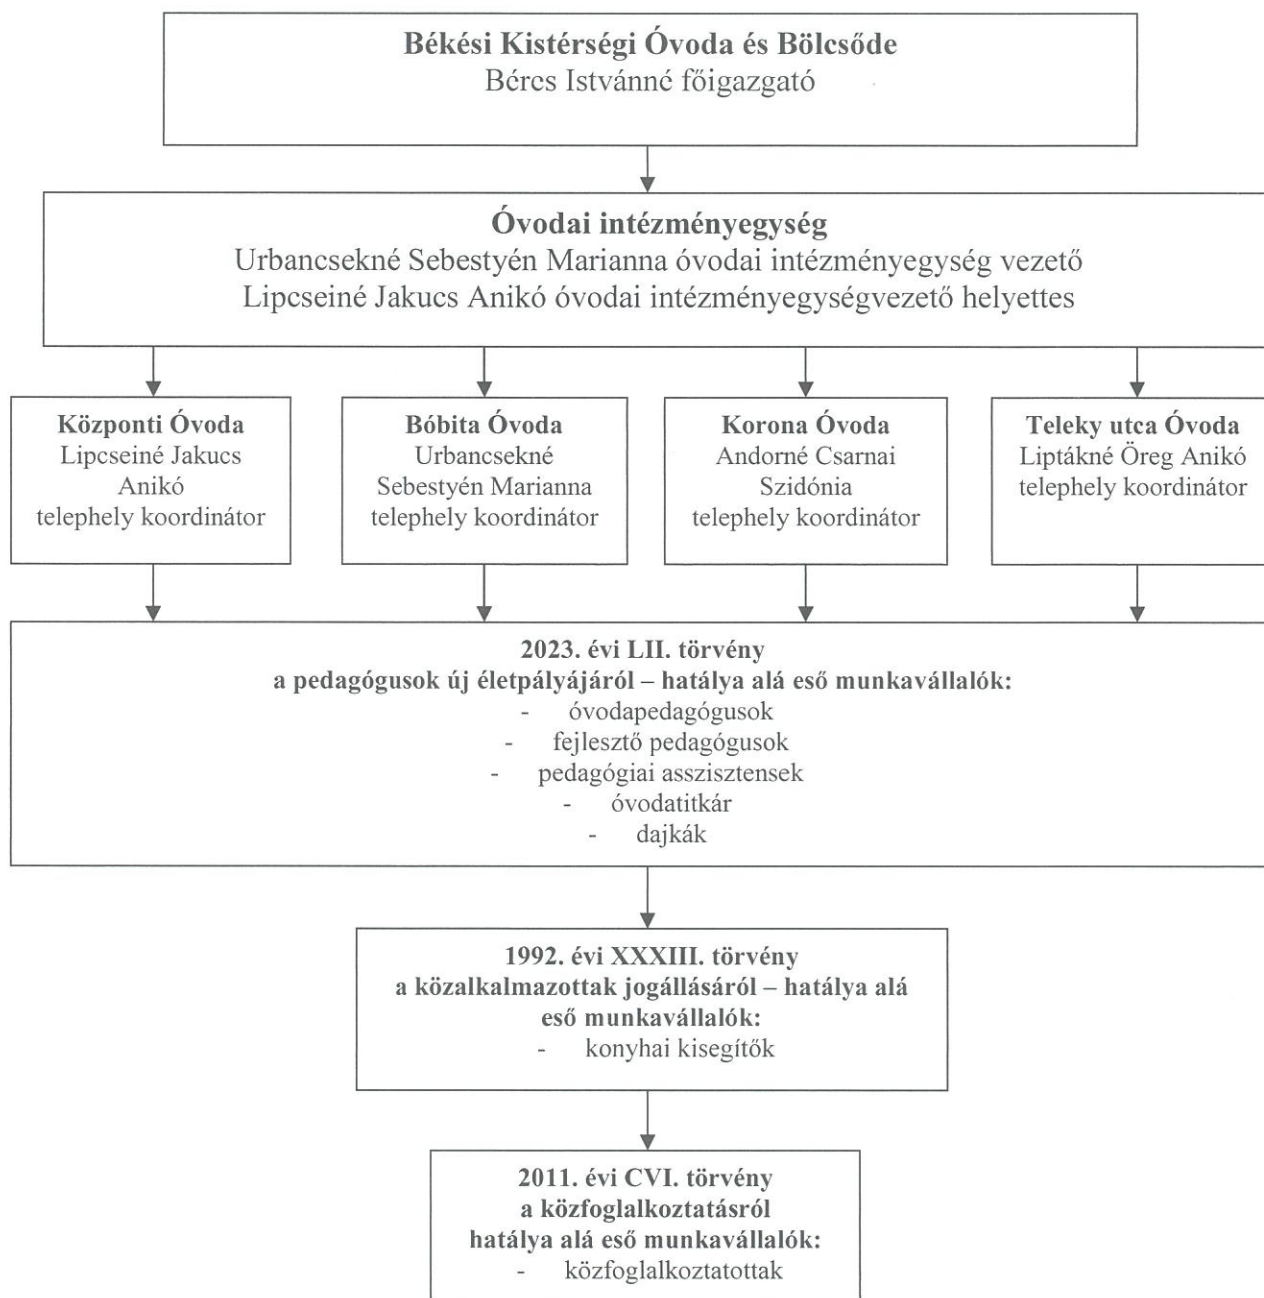 Békési Kistérségi Óvoda és Bölcsőde
Béres Istvánné főigazgató
Óvodai intézményegység
Urbancsekné Sebestyén Marianna óvodai intézményegység vezető
Lipcseiné Jakucs Anikó óvodai intézményegységvezető helyettes
Központi Óvoda
Lipcseiné Jakucs
Anikó
telephely koordinátor
Bóbita Óvoda
Urbancsekné
Sebestyén Marianna
telephely koordinátor
Korona Óvoda
Andorné Csarnai
Szidónia
telephely koordinátor
Teleky utca Óvoda
Liptákné Öreg Anikó
telephely koordinátor
2023. évi LII. törvény
a pedagógusok új életpályájáról – hatálya alá eső munkavállalók:
- óvodapedagógusok
- fejlesztő pedagógusok
- pedagógiai asszisztensek
- óvodatitkár
- dajkák
1992. évi XXXIII. törvény
a közalkalmazottak jogállásáról – hatálya alá
eső munkavállalók:
- konyhai kisegítők
2011. évi CVI. törvény
a közfoglalkoztatásról
hatálya alá eső munkavállalók:
- közfoglalkoztatottak